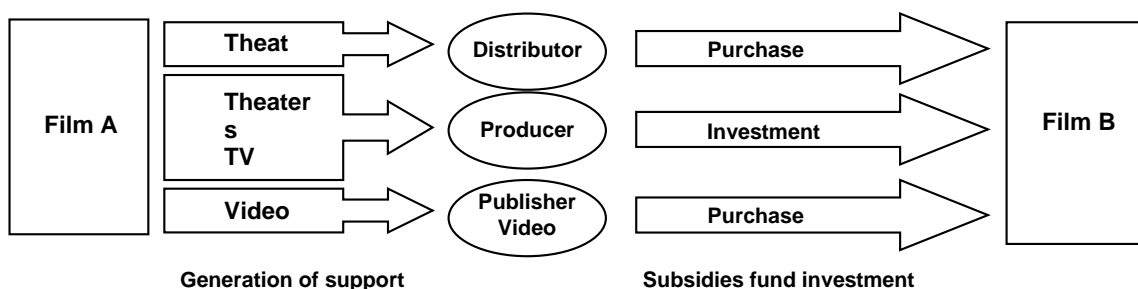 Film A
Theat
Theater
s
TV
Video
Distributor
Producer
Publisher
Video
Purchase
Investment
Purchase
Film B
Generation of support
Subsidies fund investment